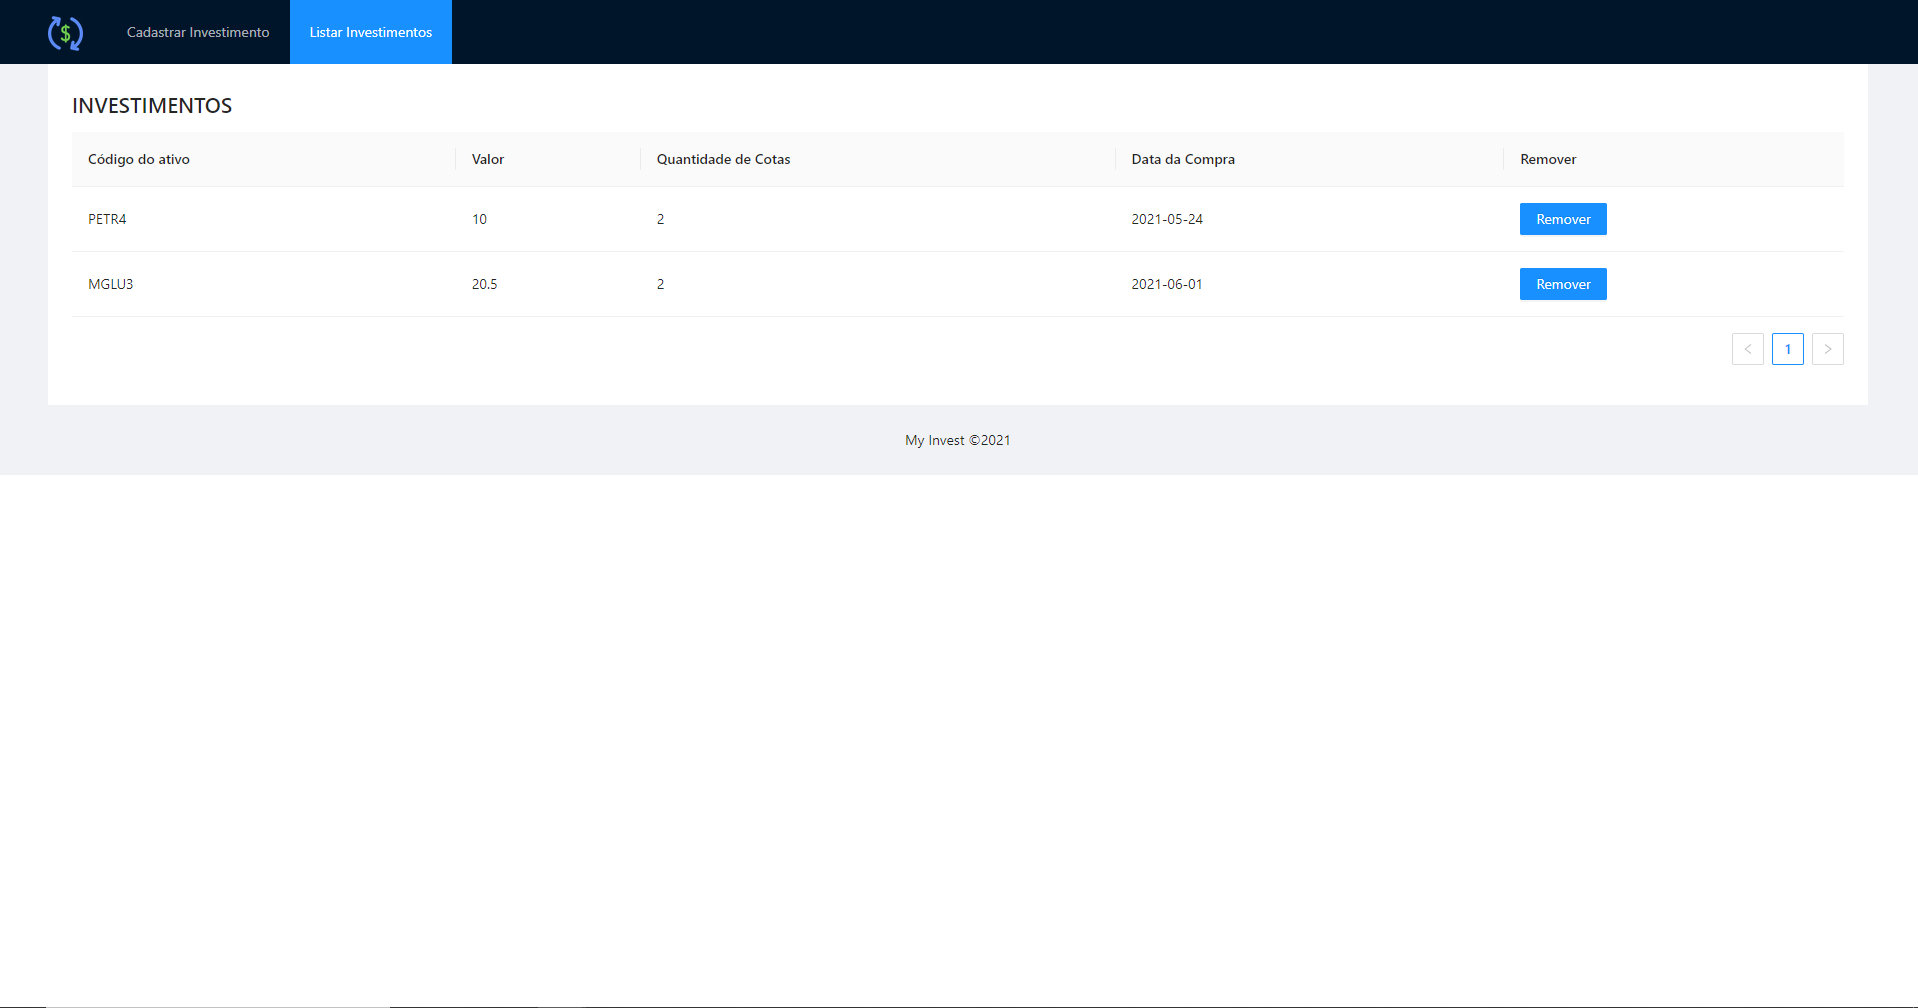 $
Cadastrar Investimento Listar Investimentos
INVESTIMENTOS
Código do ativo Valor Quantidade de Cotas Data da Compra Remover
PETR4 10 2 2021-05-24 Remover
MGLU3 20.5 2 2021-06-01 Remover
< 1 >
My Invest ©2021